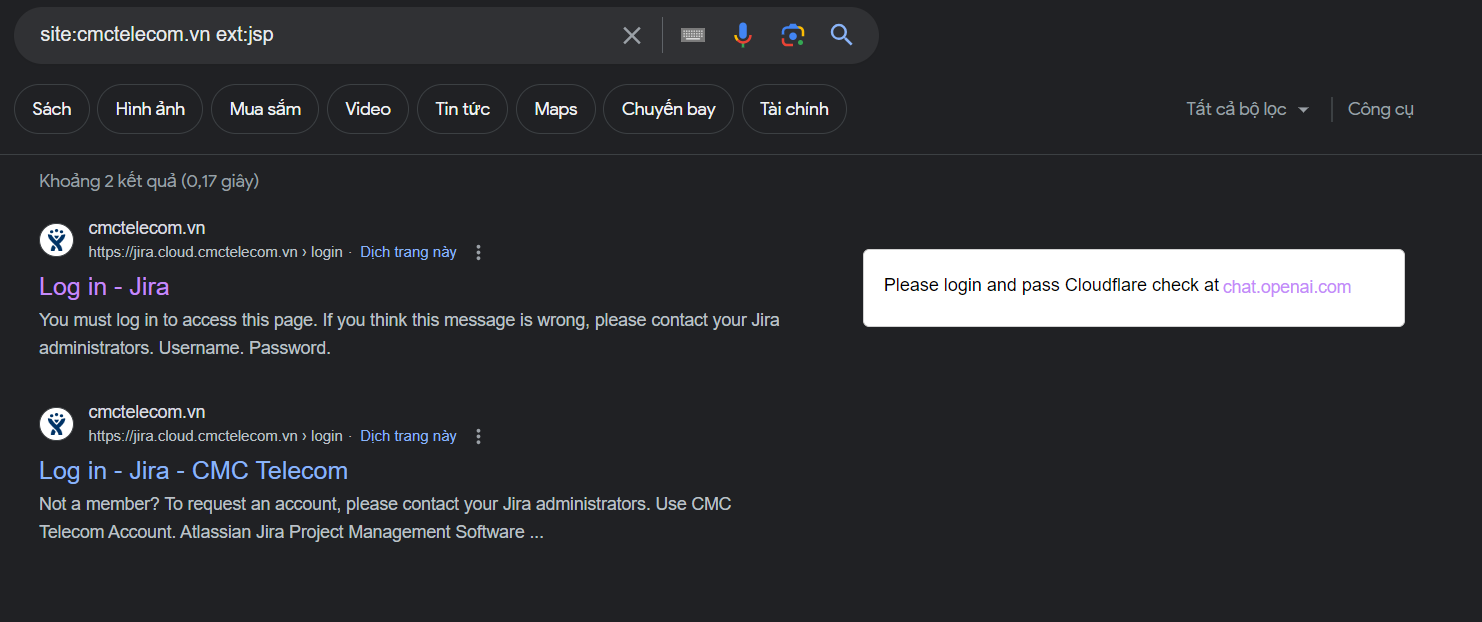 site:cmctelecom.vn ext:jsp
Sách
Hình ảnh
Mua sắm
Video
Tin tức
Maps
Chuyến bay
Tài chính
Tất cả bộ lọc
Công cụ
Khoảng 2 kết quả (0,17 giây)
cmctelecom.vn
https://jira.cloud.cmctelecom.vn › login · Dịch trang này
Log in - Jira
You must log in to access this page. If you think this message is wrong, please contact your Jira
administrators. Username. Password.
cmctelecom.vn
https://jira.cloud.cmctelecom.vn › login · Dịch trang này
Log in - Jira - CMC Telecom
Not a member? To request an account, please contact your Jira administrators. Use CMC
Telecom Account. Atlassian Jira Project Management Software ...
Please login and pass Cloudflare check at chat.openai.com